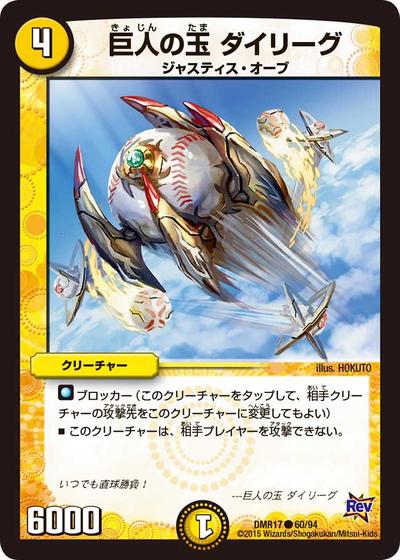 4
きょじん たま
巨人の玉 ダイリーグ
ジャスティス・オーブ
クリーチャー
illus. HOKUTO
ブロッカー(このクリーチャーをタップして、相手クリー
チャーの攻撃先をこのクリーチャーに変更してもよい)
■ このクリーチャーは、相手プレイヤーを攻撃できない。
いつでも直球勝負！
---巨人の玉 ダイリーグ
6000
1
Rev
DMR17 ● 60/94
©2015 Wizards/Shogakukan/Mitsui-Kids